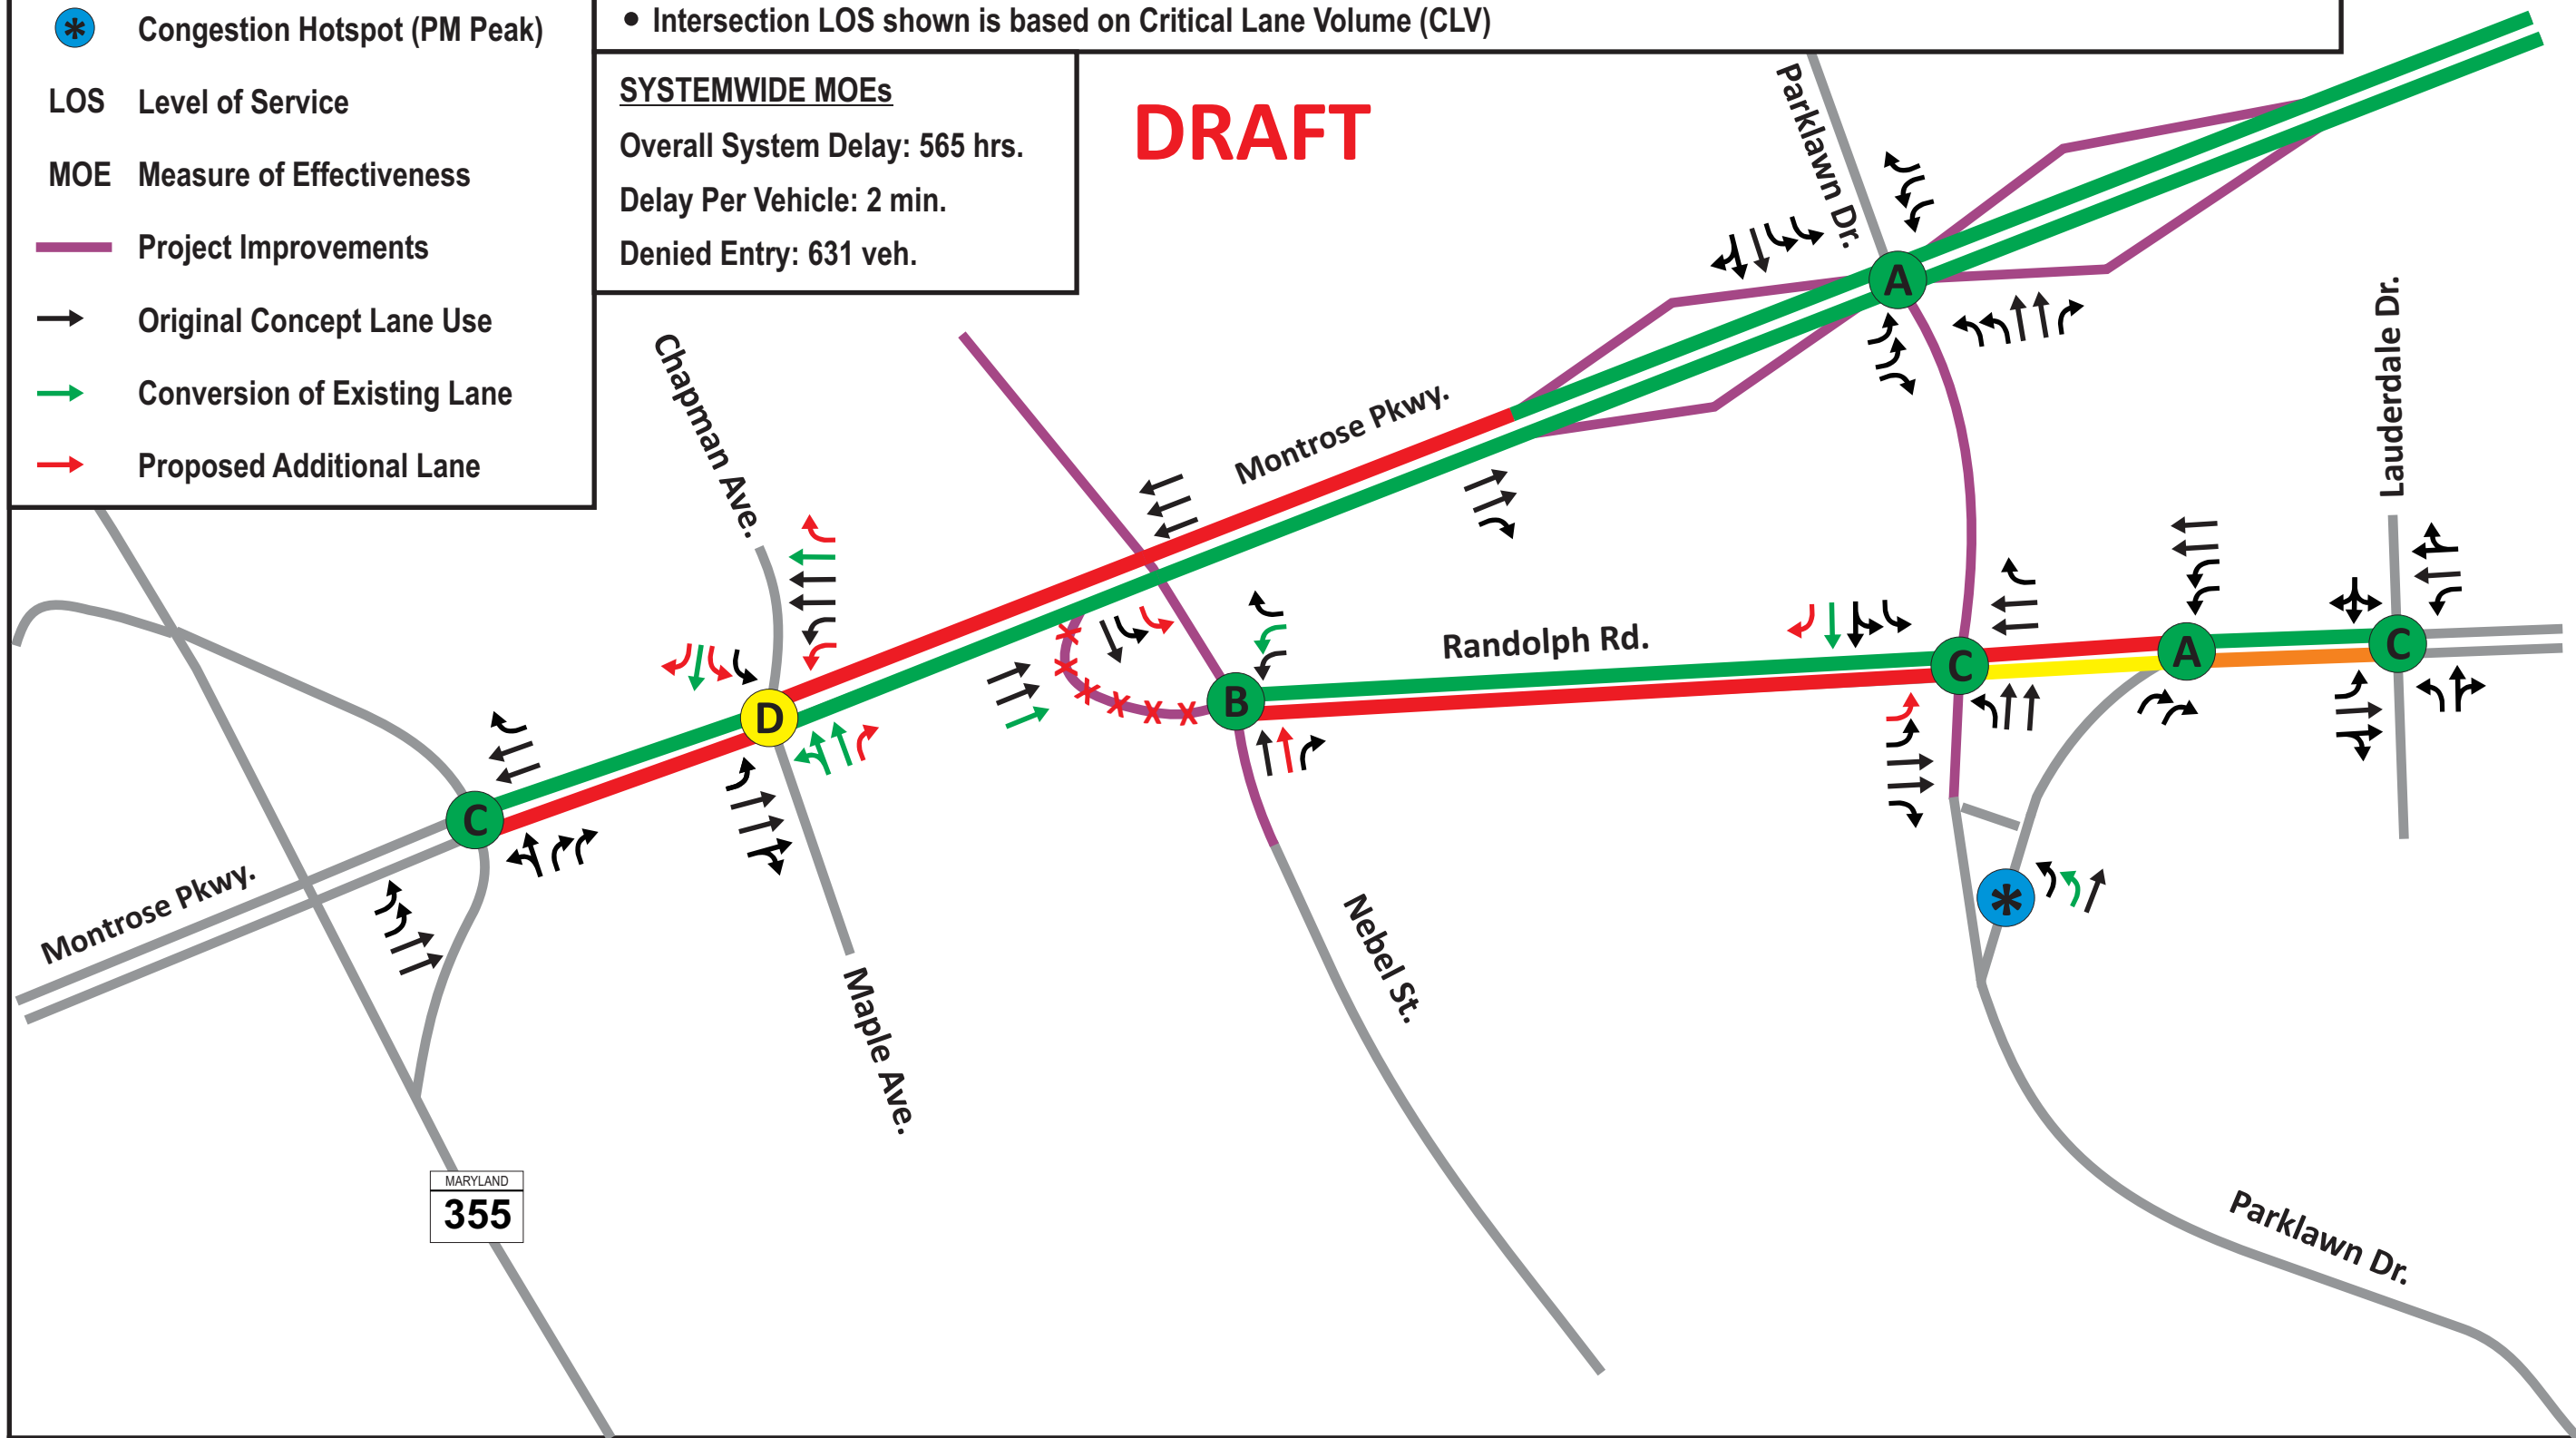 • Intersection LOS shown is based on Critical Lane Volume (CLV)
* Congestion Hotspot (PM Peak)
LOS Level of Service
MOE Measure of Effectiveness
Project Improvements
Original Concept Lane Use
Conversion of Existing Lane
Proposed Additional Lane
SYSTEMWIDE MOEs
Overall System Delay: 565 hrs.
Delay Per Vehicle: 2 min.
Denied Entry: 631 veh.
DRAFT
Parklawn Dr.
A
Lauderdale Dr.
Chapman Ave.
Montrose Pkwy.
Randolph Rd.
X
X
X
X
X
X
D
B
C
A
C
C
Montrose Pkwy.
*
Nebel St.
Maple Ave.
MARYLAND
355
Parklawn Dr.